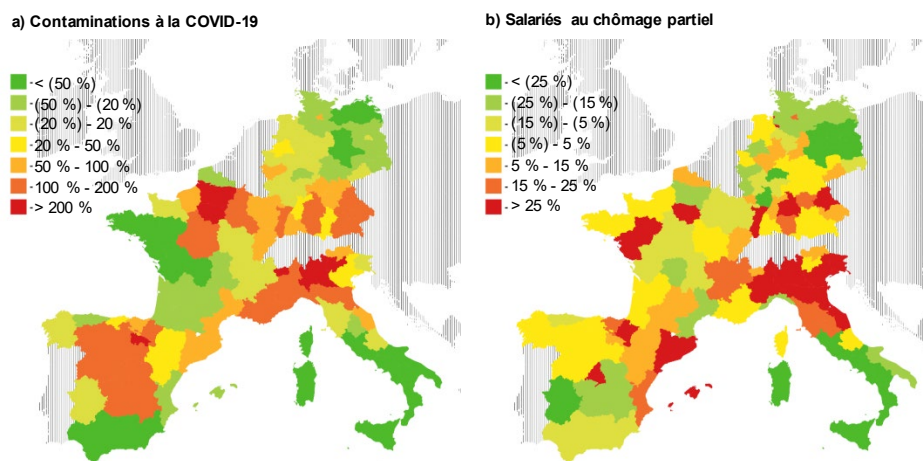 a) Contaminations à la COVID-19
- < (50 %)
- (50 %) - (20 %)
- (20 %) - 20 %
- 20 % - 50 %
- 50 % - 100 %
- 100 % - 200 %
- > 200 %
b) Salariés au chômage partiel
- < (25 %)
- (25 %) - (15 %)
- (15 %) - (5 %)
- (5 %) - 5 %
- 5 % - 15 %
- 15 % - 25 %
- > 25 %